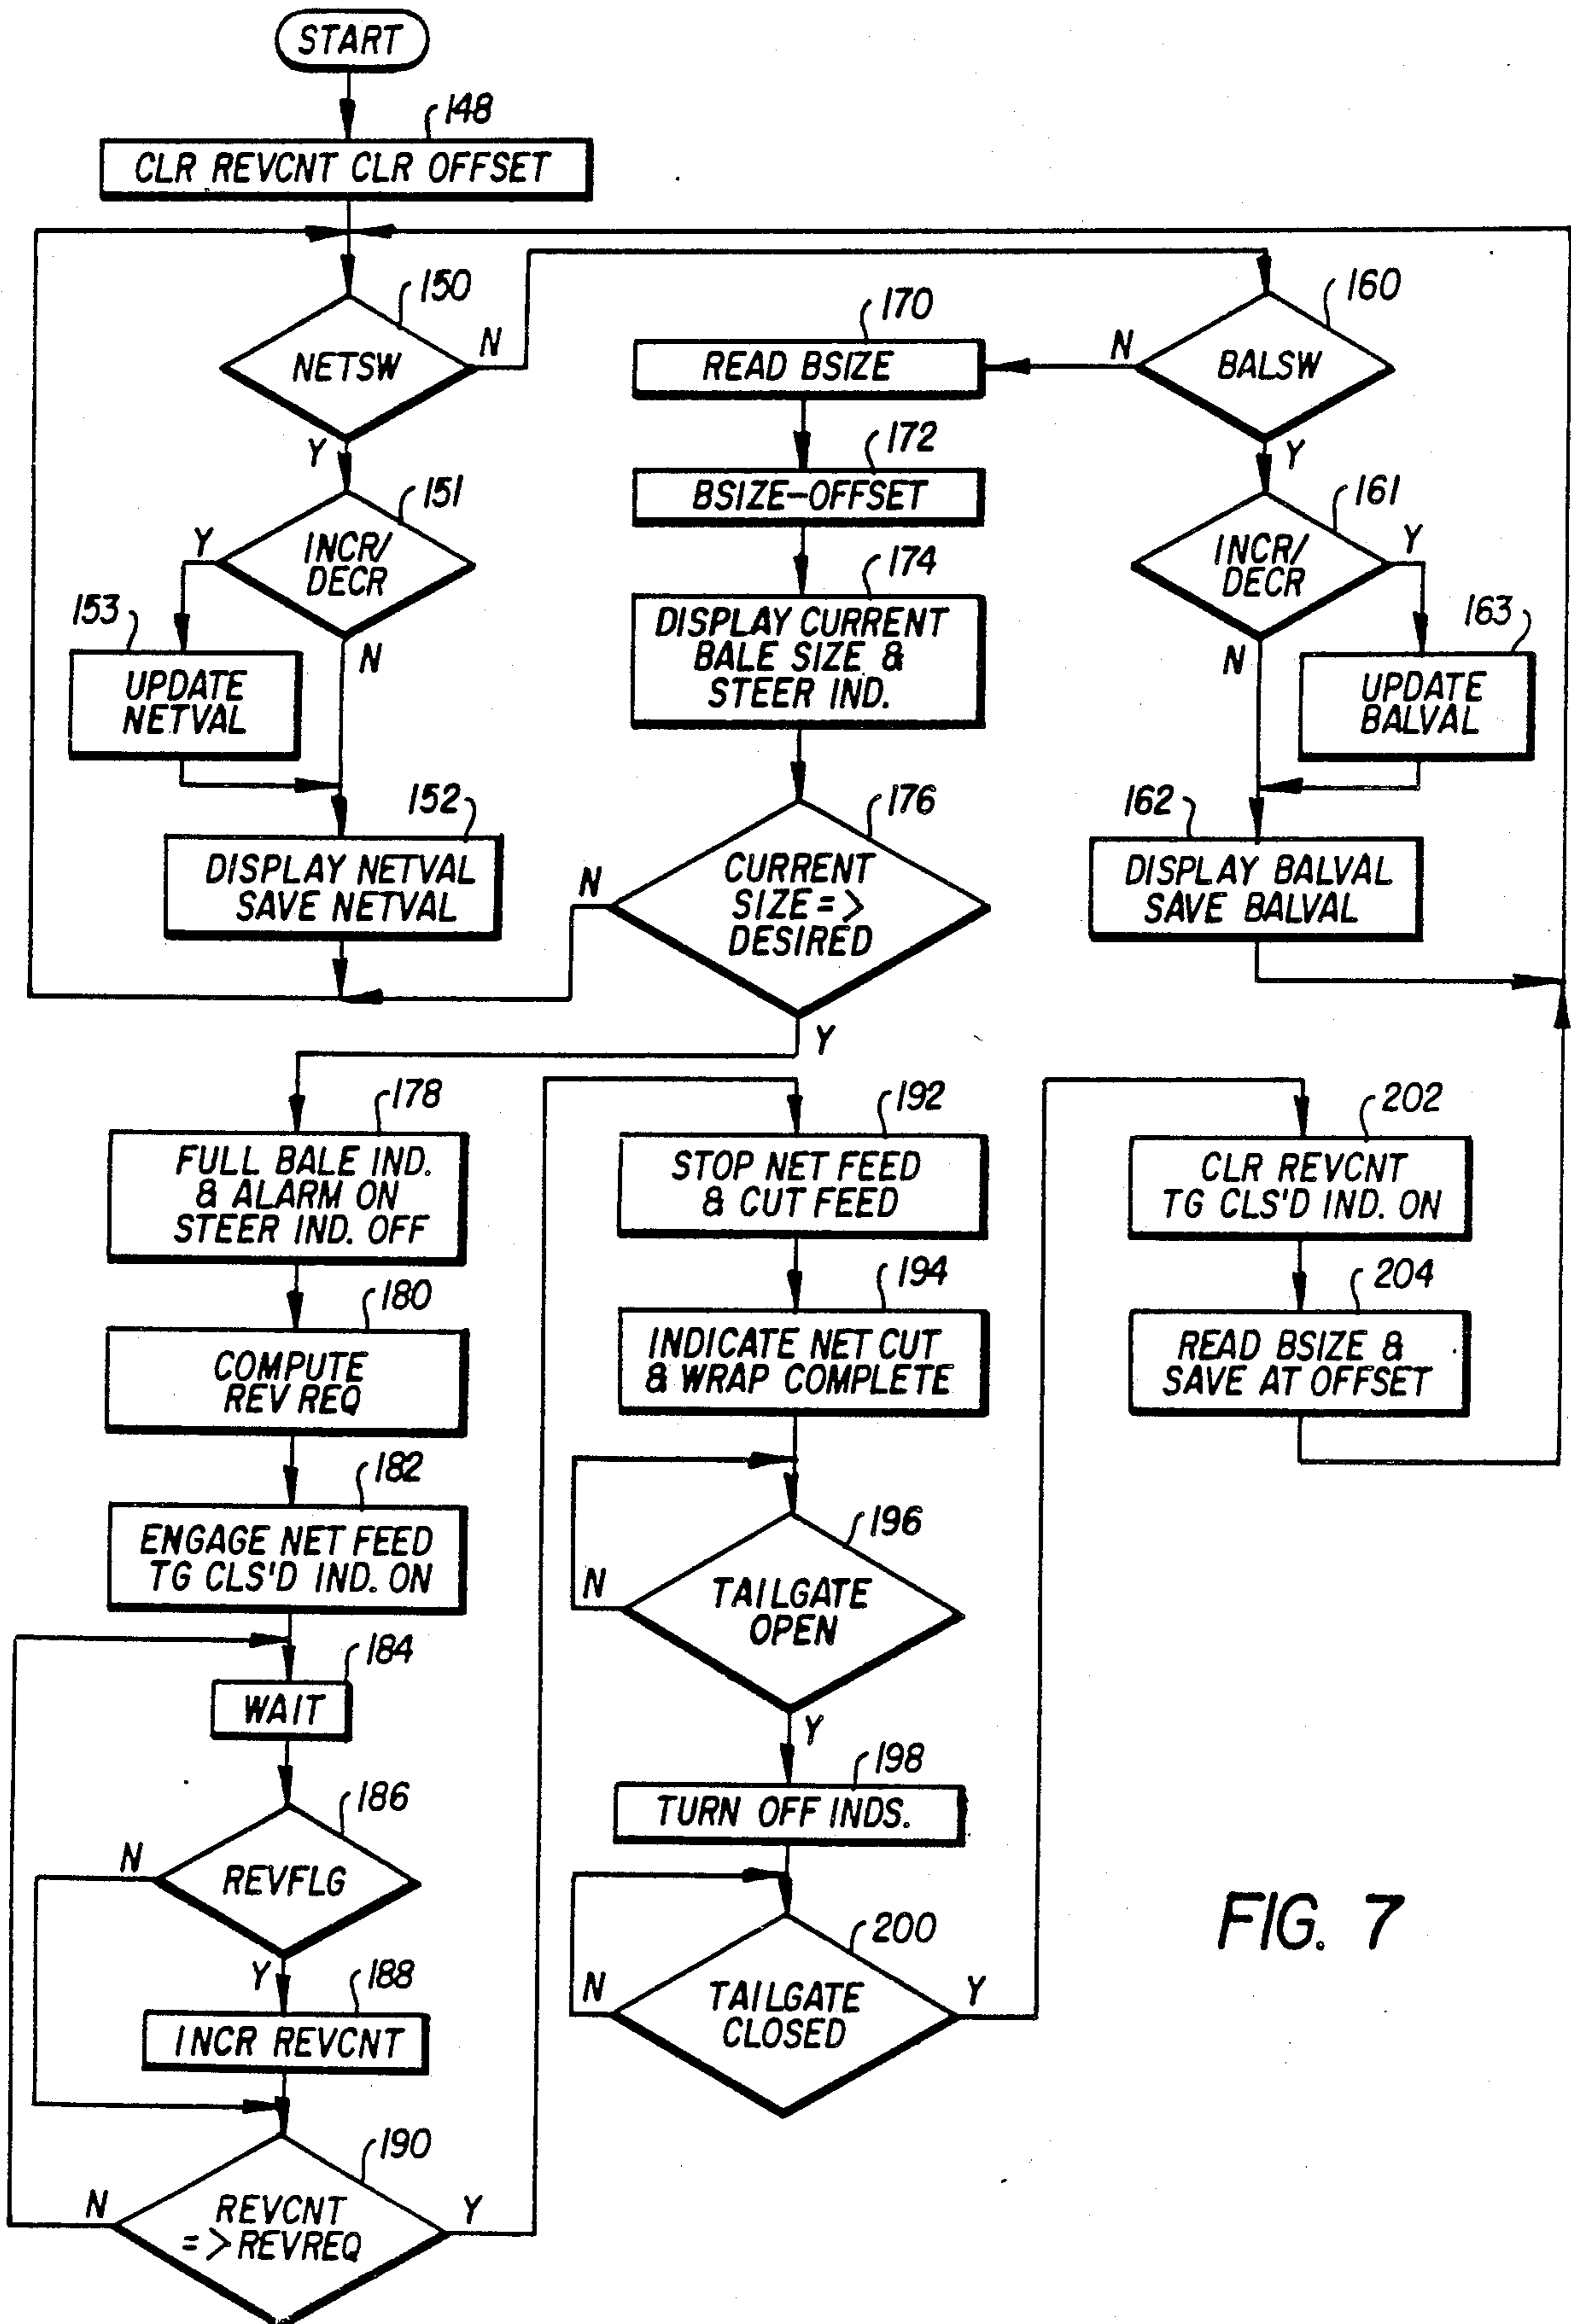 START
148
CLR REVCNT CLR OFFSET
150
NETSW
N
Y
151
INCR/
DECR
Y
N
153
UPDATE
NETVAL
152
DISPLAY NETVAL
SAVE NETVAL
160
BALSW
N
Y
161
INCR/
DECR
Y
N
163
UPDATE
BALVAL
162
DISPLAY BALVAL
SAVE BALVAL
170
READ BSIZE
172
BSIZE-OFFSET
174
DISPLAY CURRENT
BALE SIZE &
STEER IND.
176
CURRENT
SIZE = >
DESIRED
N
Y
178
FULL BALE IND.
& ALARM ON
STEER IND. OFF
180
COMPUTE
REV REQ
182
ENGAGE NET FEED
TG CLS'D IND. ON
184
WAIT
186
REVFLG
N
Y
188
INCR REVCNT
190
REVCNT
= > REVREQ
N
Y
192
STOP NET FEED
& CUT FEED
194
INDICATE NET CUT
& WRAP COMPLETE
196
TAILGATE
OPEN
N
Y
198
TURN OFF INDS.
200
TAILGATE
CLOSED
N
Y
202
CLR REVCNT
TG CLS'D IND. ON
204
READ BSIZE &
SAVE AT OFFSET
FIG. 7